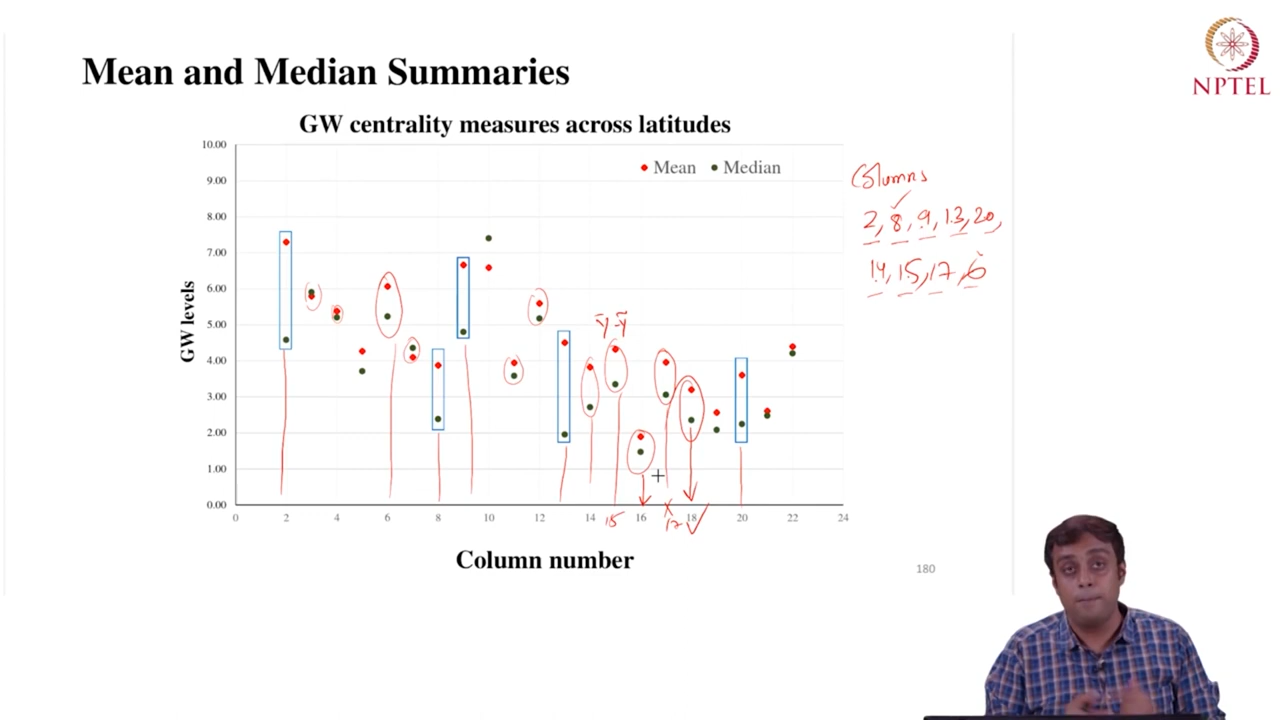 Mean and Median Summaries
NPTEL
GW centrality measures across latitudes
Mean
Median
10.00
9.00
8.00
7.00
6.00
5.00
4.00
3.00
2.00
1.00
0.00
GW levels
0 2 4 6 8 10 12 14 16 18 20 22 24
Column number
Columns
2, 8, 9, 13, 20,
14, 15, 17, 6
ȳ - ỹ
15
17
180